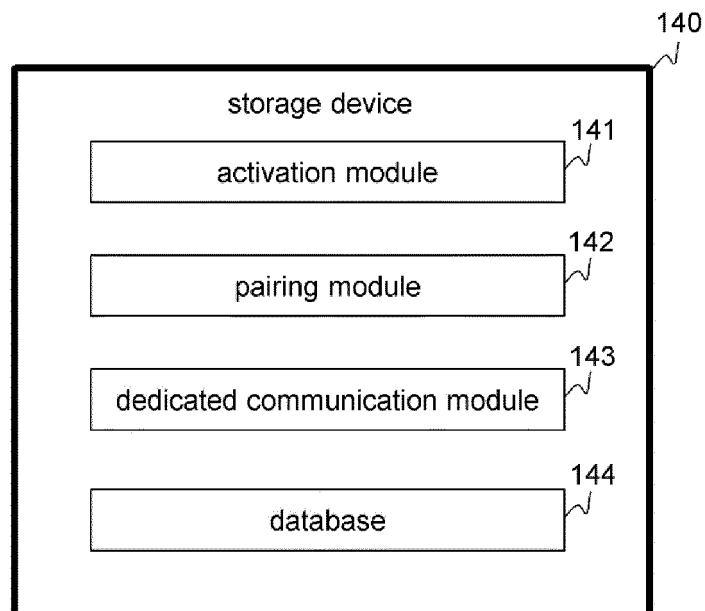 140
storage device
141
activation module
142
pairing module
143
dedicated communication module
144
database